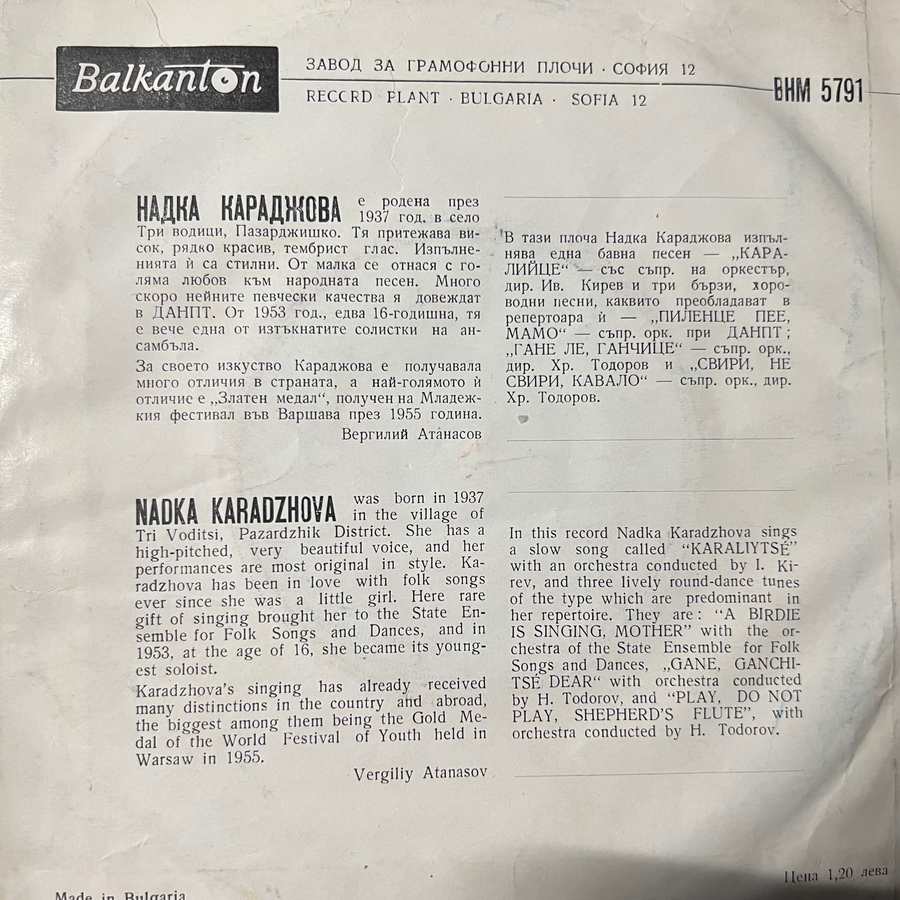 Balkanton
ЗАВОД ЗА ГРАМОФОННИ ПЛОЧИ · СОФИЯ 12
RECORD PLANT · BULGARIA · SOFIA 12
ВНМ 5791
НАДКА КАРАДЖОВА е родена през
1937 год. в село
Три водици, Пазарджишко. Тя притежава ви-
сок, рядко красив, тембрист глас. Изпълне-
нията ѝ са стилни. От малка се отнася с го-
ляма любов към народната песен. Много
скоро нейните певчески качества я довеждат
в ДАНПТ. От 1953 год., едва 16-годишна, тя
е вече една от изтъкнатите солистки на ан-
самбъла.
За своето изкуство Караджова е получавала
много отличия в страната, а най-голямото ѝ
отличие е „Златен медал“, получен на Младеж-
кия фестивал във Варшава през 1955 година.
Вергилий Атанасов
В тази плоча Надка Караджова изпъл-
нява една бавна песен — „КАРА-
ЛИЙЦЕ“ — със съпр. на оркестър,
дир. Ив. Кирев и три бързи, хоро-
водни песни, каквито преобладават в
репертоара ѝ — „ПИЛЕНЦЕ ПЕЕ,
МАМО“ — съпр. орк. при ДАНПТ;
„ГАНЕ ЛЕ, ГАНЧИЦЕ“ — съпр. орк.,
дир. Хр. Тодоров и „СВИРИ, НЕ
СВИРИ, КАВАЛО“ — съпр. орк., дир.
Хр. Тодоров.
NADKA KARADZHOVA was born in 1937
in the village of
Tri Voditsi, Pazardzhik District. She has a
high-pitched, very beautiful voice, and her
performances are most original in style. Ka-
radzhova has been in love with folk songs
ever since she was a little girl. Here rare
gift of singing brought her to the State En-
semble for Folk Songs and Dances, and in
1953, at the age of 16, she became its young-
est soloist.
Karadzhova's singing has already received
many distinctions in the country and abroad,
the biggest among them being the Gold Me-
dal of the World Festival of Youth held in
Warsaw in 1955.
Vergiliy Atanasov
In this record Nadka Karadzhova sings
a slow song called “KARALIYTSÉ”
with an orchestra conducted by I. Ki-
rev, and three lively round-dance tunes
of the type which are predominant in
her repertoire. They are: “A BIRDIE
IS SINGING, MOTHER” with the or-
chestra of the State Ensemble for Folk
Songs and Dances, „GANE, GANCHI-
TSÉ DEAR“ with orchestra conducted
by H. Todorov, and “PLAY, DO NOT
PLAY, SHEPHERD'S FLUTE”, with
orchestra conducted by H. Todorov.
Цена 1,20 лева
Made in Bulgaria